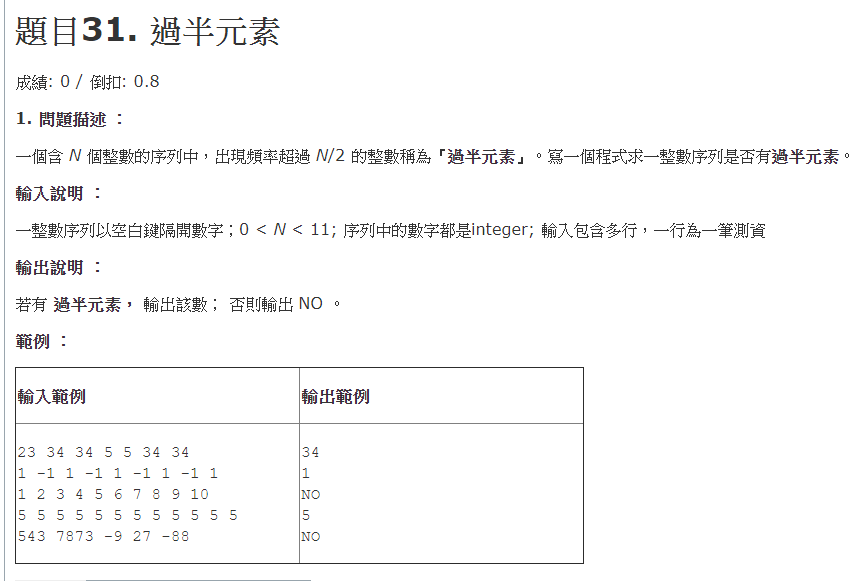 題目31. 過半元素
成績: 0 / 倒扣: 0.8
1. 問題描述 ：
一個含 N 個整數的序列中，出現頻率超過 N/2 的整數稱為「過半元素」。寫一個程式求一整數序列是否有過半元素。
輸入說明 ：
一整數序列以空白鍵隔開數字；0 < N < 11; 序列中的數字都是integer; 輸入包含多行，一行為一筆測資
輸出說明 ：
若有 過半元素， 輸出該數； 否則輸出 NO 。
範例 ：
輸入範例
輸出範例
23 34 34 5 5 34 34
1 -1 1 -1 1 -1 1 -1 1
1 2 3 4 5 6 7 8 9 10
5 5 5 5 5 5 5 5 5 5 5 5
543 7873 -9 27 -88
34
1
NO
5
NO